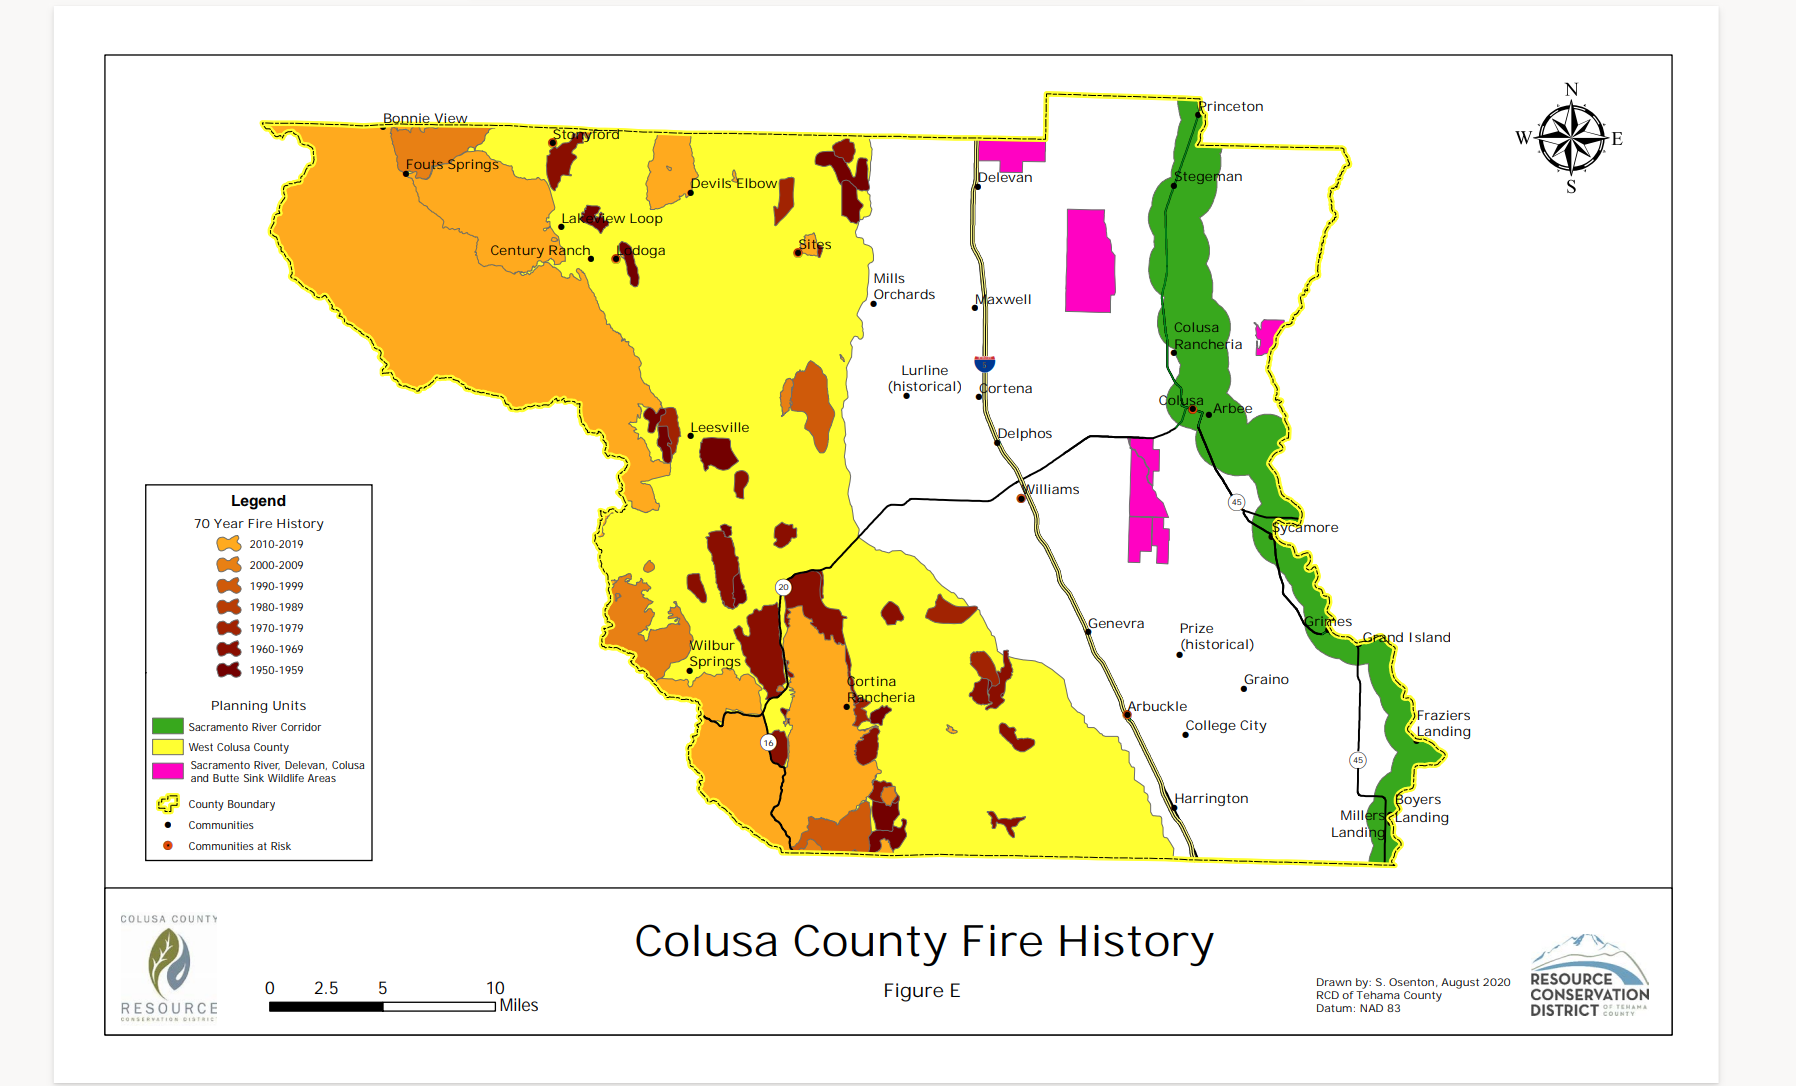 N
W
E
S
Princeton
Bonnie View
Stonyford
Fouts Springs
Devils Elbow
Delevan
Stegeman
Lakeview Loop
Century Ranch
Ladoga
Sites
Mills
Orchards
Maxwell
Colusa
Rancheria
Lurline
(historical)
Cortena
Colusa
Arbee
Leesville
Delphos
Williams
45
Sycamore
20
Genevra
Grimes
Prize
(historical)
Grand Island
Wilbur
Springs
Cortina
Rancheria
Graino
Arbuckle
College City
Fraziers
Landing
16
45
Harrington
Boyers
Landing
Millers
Landing
Legend
70 Year Fire History
2010-2019
2000-2009
1990-1999
1980-1989
1970-1979
1960-1969
1950-1959
Planning Units
Sacramento River Corridor
West Colusa County
Sacramento River, Delevan, Colusa
and Butte Sink Wildlife Areas
County Boundary
Communities
Communities at Risk
COLUSA COUNTY
RESOURCE
CONSERVATION DISTRICT
0 2.5 5 10
Miles
Colusa County Fire History
Figure E
Drawn by: S. Osenton, August 2020
RCD of Tehama County
Datum: NAD 83
RESOURCE
CONSERVATION
DISTRICT OF TEHAMA
COUNTY